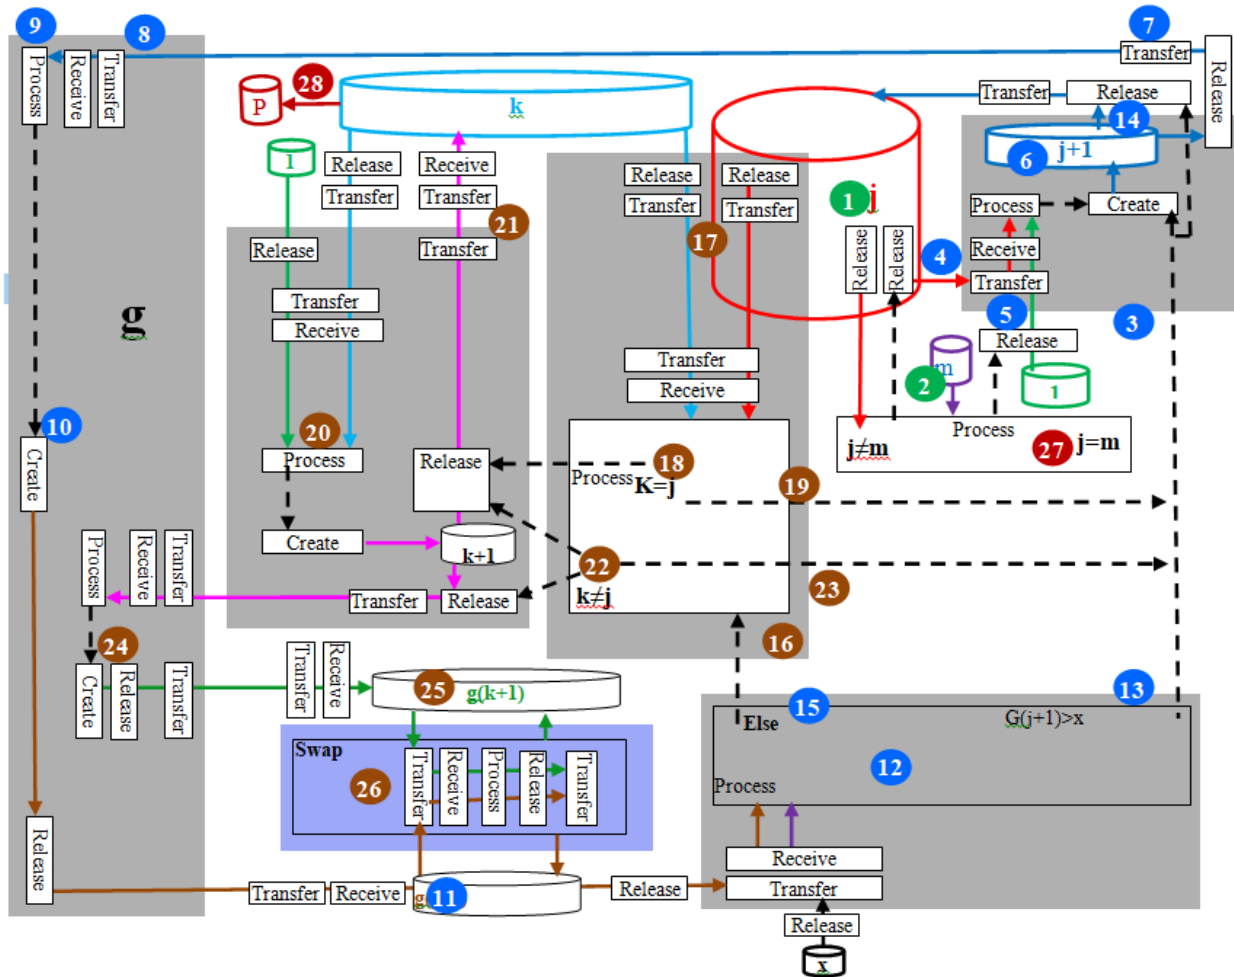 9
8
7
Process
Receive
Transfer
Transfer
Release
28
P
k
Transfer
Release
14
j+1
6
1
Release
Transfer
Receive
Transfer
21
Release
Transfer
Release
Transfer
17
1
j
Release
Release
4
Process
Create
Receive
Transfer
5
3
Release
Transfer
Transfer
Receive
g
Transfer
Receive
m
2
Release
1
Process
j≠m
27
j=m
10
Create
20
Process
Create
Release
k+1
Transfer
Release
18
Process
K=j
19
22
k≠j
23
16
Process
Receive
Transfer
24
Create
Release
Transfer
Transfer
Receive
25
g(k+1)
Swap
26
Transfer
Receive
Process
Release
Transfer
13
15
Else
G(j+1)>x
12
Process
Receive
Transfer
Release
x
Release
Transfer
Receive
11
Release